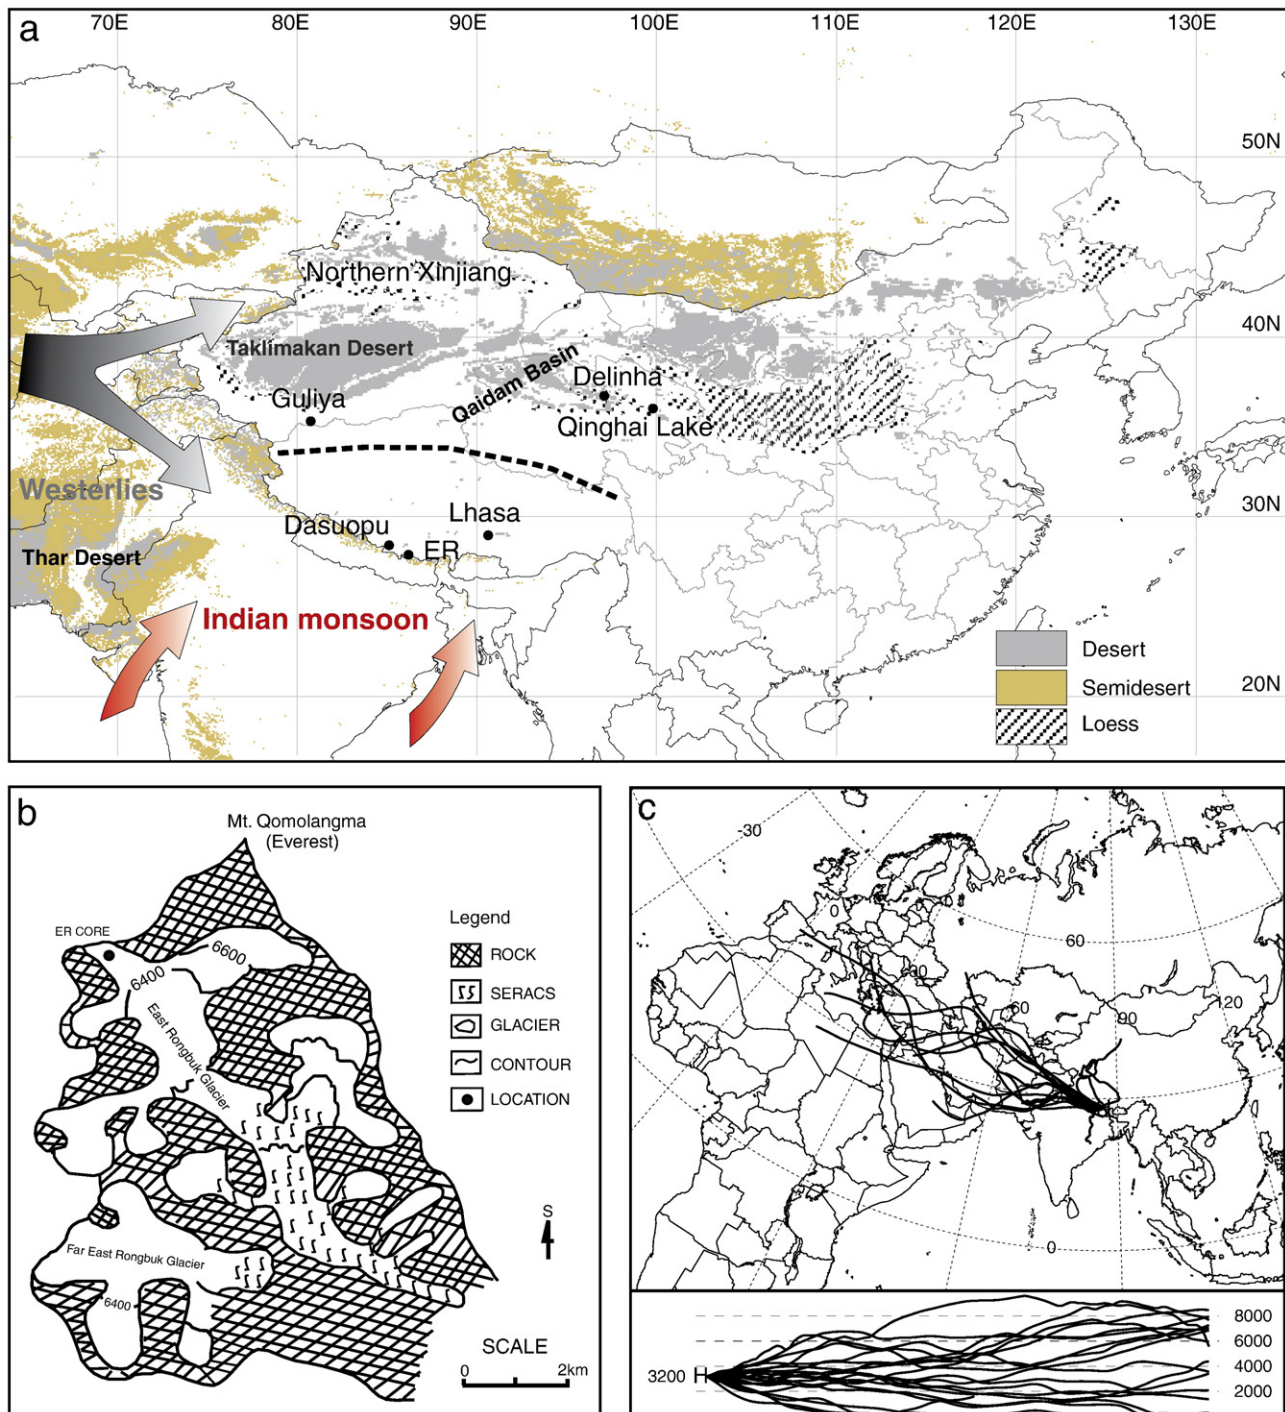 a
70E 80E 90E 100E 110E 120E 130E
50N
Northern Xinjiang
40N
Taklimakan Desert
Qaidam Basin
Delinha
Guliya
Qinghai Lake
Westerlies
30N
Lhasa
Dasuopu
ER
Thar Desert
Indian monsoon
Desert
Semidesert
20N
Loess
b
Mt. Qomolangma
(Everest)
ER CORE
6600
6400
East Rongbuk Glacier
Far East Rongbuk Glacier
6400
Legend
ROCK
SERACS
GLACIER
CONTOUR
LOCATION
S
SCALE
0 2km
c
-30
0
30
60
60
90
120
0
3200 H
8000
6000
4000
2000